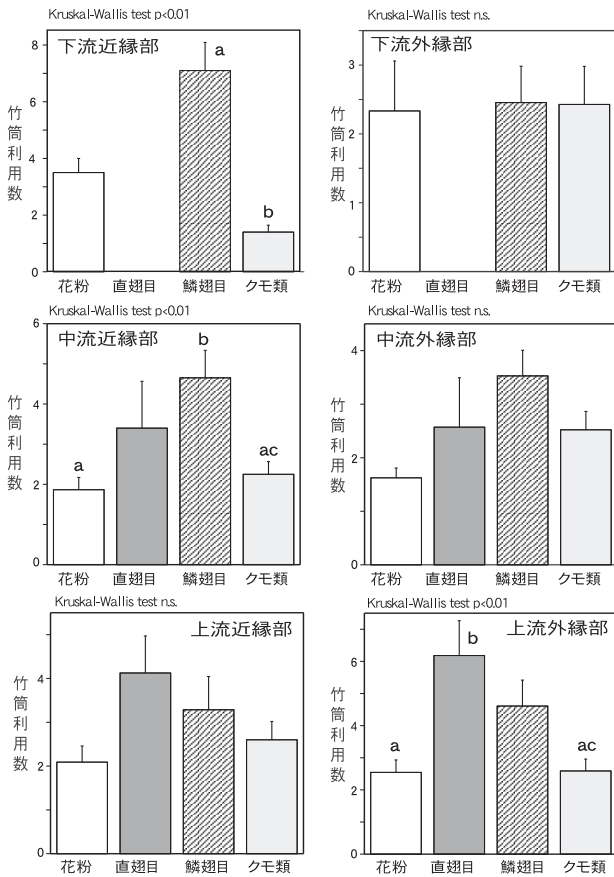 Kruskal-Wallis test p<0.01
下流近縁部
竹筒利用数
8
6
4
2
0
a
b
花粉 直翅目 鱗翅目 クモ類
Kruskal-Wallis test n.s.
下流外縁部
竹筒利用数
3
2
1
0
花粉 直翅目 鱗翅目 クモ類
Kruskal-Wallis test p<0.01
中流近縁部
竹筒利用数
6
4
2
0
a
b
ac
花粉 直翅目 鱗翅目 クモ類
Kruskal-Wallis test n.s.
中流外縁部
竹筒利用数
4
2
0
花粉 直翅目 鱗翅目 クモ類
Kruskal-Wallis test n.s.
上流近縁部
竹筒利用数
4
2
0
花粉 直翅目 鱗翅目 クモ類
Kruskal-Wallis test p<0.01
上流外縁部
竹筒利用数
6
4
2
0
a
b
ac
花粉 直翅目 鱗翅目 クモ類